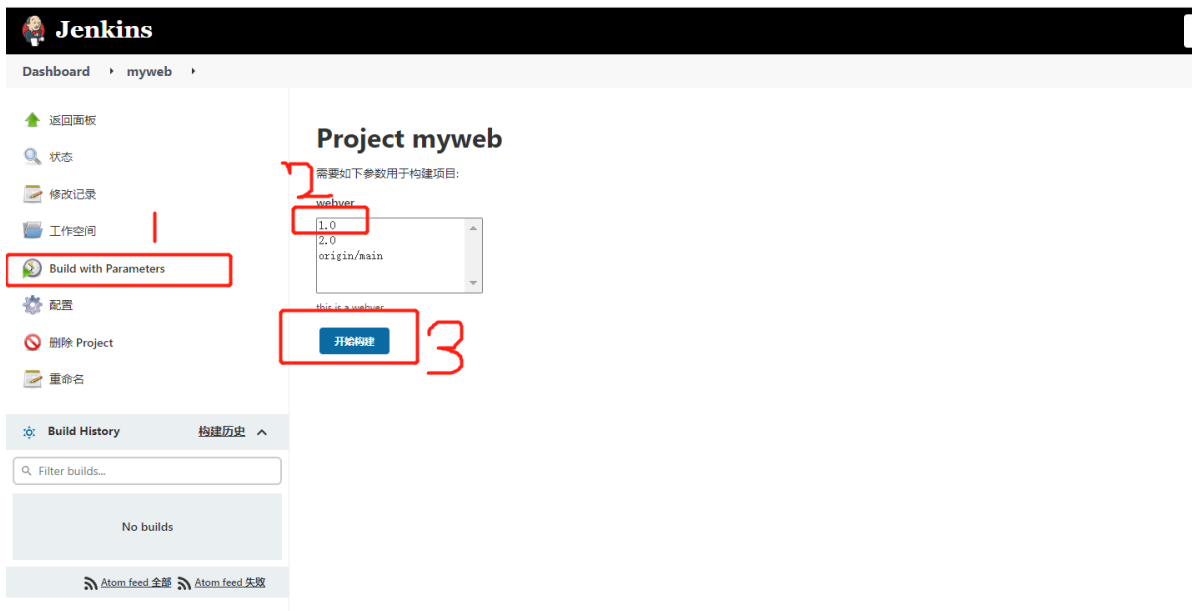 Jenkins
Dashboard myweb
返回面板
状态
修改记录
工作空间
1
Build with Parameters
配置
删除 Project
重命名
Build History 构建历史
Filter builds...
No builds
Atom feed 全部 Atom feed 失败
Project myweb
需要如下参数用于构建项目:
2
webver
1.0
2.0
origin/main
this is a webver
开始构建
3